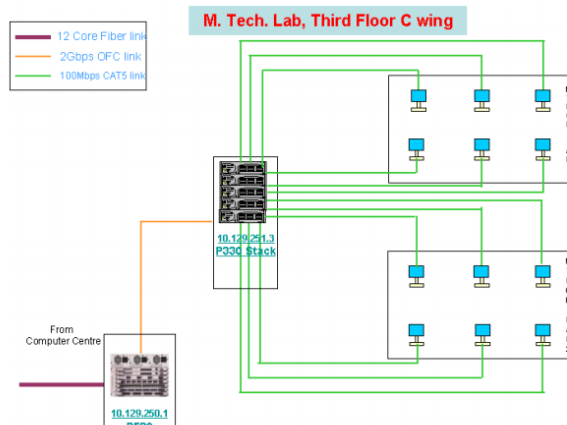 M. Tech. Lab, Third Floor C wing
12 Core Fiber link
2Gbps OFC link
100Mbps CAT5 link
10.129.251.3
P330 Stack
From
Computer Centre
10.129.250.1